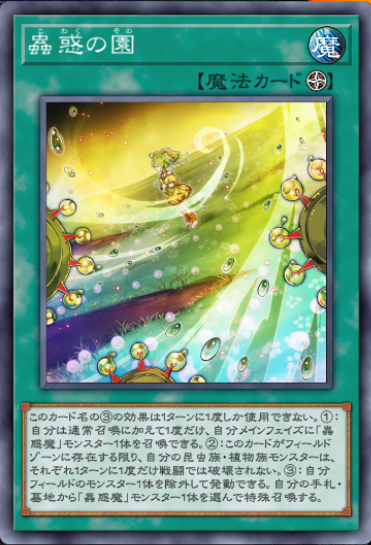 こわくのその
蟲惑の園
魔
【魔法カード】
このカード名の③の効果は1ターンに1度しか使用できない。①：
自分は通常召喚に加えて1度だけ、自分メインフェイズに「蟲
惑魔」モンスター1体を召喚できる。②：このカードがフィールド
ゾーンに存在する限り、自分の昆虫族・植物族モンスターは、
それぞれ1ターンに1度だけ戦闘では破壊されない。③：自分
フィールドのモンスター1体を除外して発動できる。自分の手札・
墓地から「蟲惑魔」モンスター1体を選んで特殊召喚する。